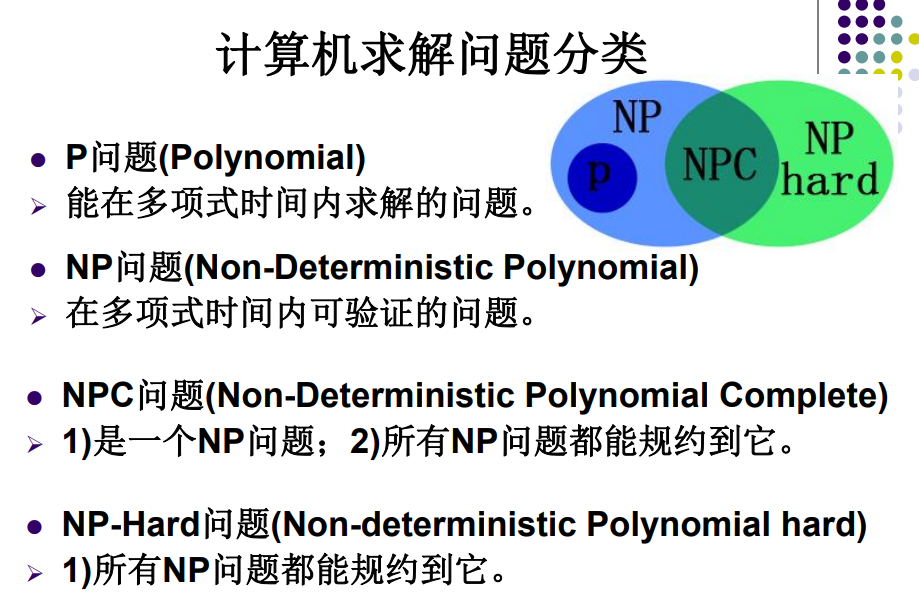 计算机求解问题分类
NP
p
NPC
NP
hard
P问题(Polynomial)
能在多项式时间内求解的问题。
NP问题(Non-Deterministic Polynomial)
在多项式时间内可验证的问题。
NPC问题(Non-Deterministic Polynomial Complete)
1)是一个NP问题；2)所有NP问题都能规约到它。
NP-Hard问题(Non-deterministic Polynomial hard)
1)所有NP问题都能规约到它。